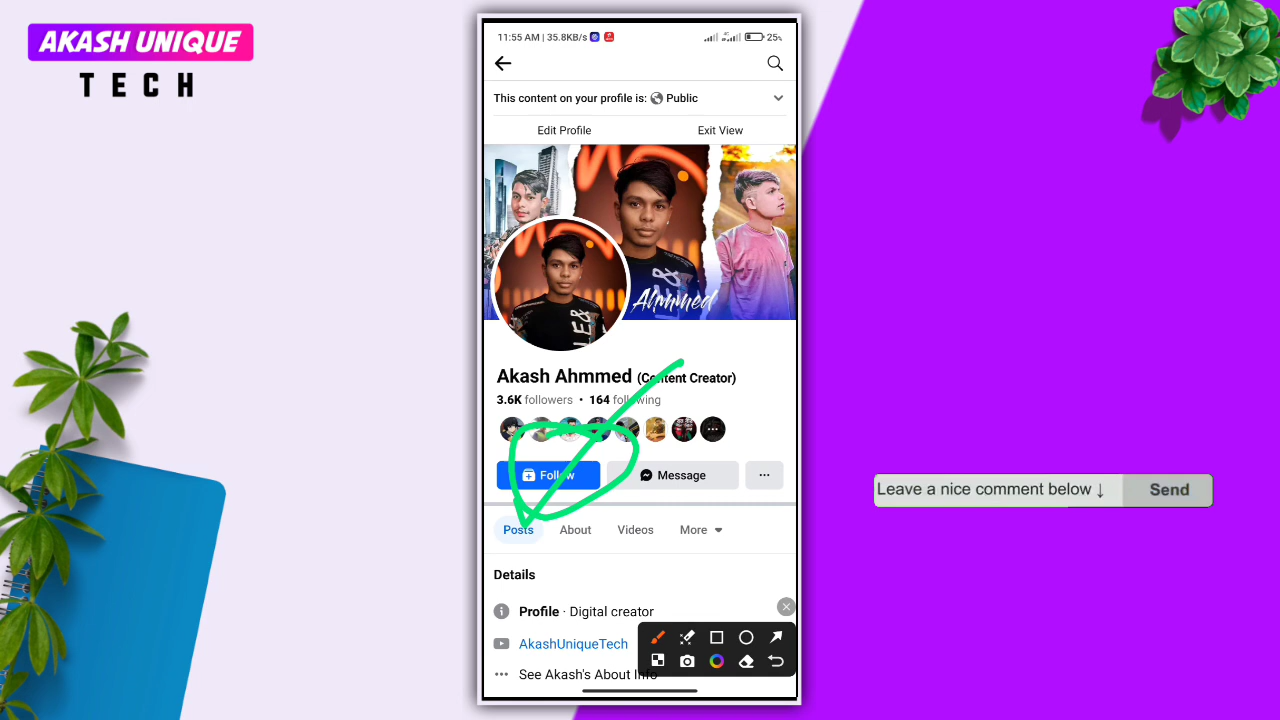 AKASH UNIQUE
TECH
11:55 AM | 35.8KB/s
25%
This content on your profile is: Public
Edit Profile
Exit View
Ahmmed
Akash Ahmmed (Content Creator)
3.6K followers • 164 following
Follow
Message
Posts
About
Videos
More
Details
Profile · Digital creator
AkashUniqueTech
See Akash's About Info
Leave a nice comment below ↓
Send